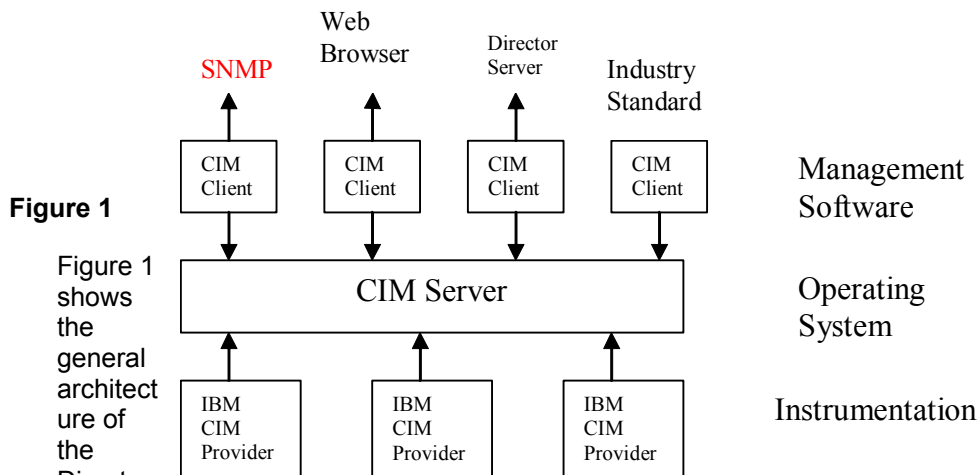 Web
Browser
Director
Server
SNMP
Industry
Standard
CIM
Client
CIM
Client
CIM
Client
CIM
Client
Management
Software
Figure 1
Figure 1
shows
the
general
architect
ure of
the
CIM Server
Operating
System
IBM
CIM
Provider
IBM
CIM
Provider
IBM
CIM
Provider
Instrumentation